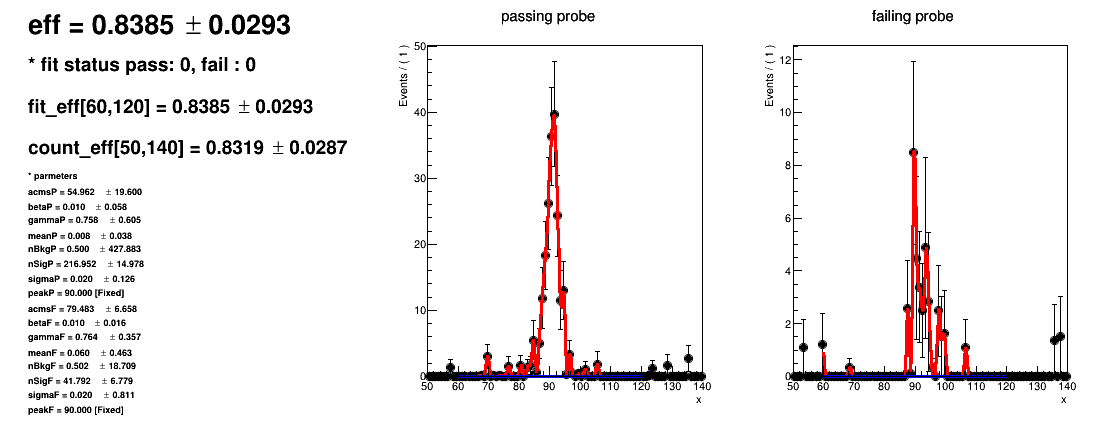 eff = 0.8385 ± 0.0293
* fit status pass: 0, fail : 0
fit_eff[60,120] = 0.8385 ± 0.0293
count_eff[50,140] = 0.8319 ± 0.0287
* parmeters
acmsP = 54.962 ± 19.600
betaP = 0.010 ± 0.058
gammaP = 0.758 ± 0.605
meanP = 0.008 ± 0.038
nBkgP = 0.500 ± 427.883
nSigP = 216.952 ± 14.978
sigmaP = 0.020 ± 0.126
peakP = 90.000 [Fixed]
acmsF = 79.483 ± 6.658
betaF = 0.010 ± 0.016
gammaF = 0.764 ± 0.357
meanF = 0.060 ± 0.463
nBkgF = 0.502 ± 18.709
nSigF = 41.792 ± 6.779
sigmaF = 0.020 ± 0.811
peakF = 90.000 [Fixed]
passing probe
Events / ( 1 )
50
40
30
20
10
0
50 60 70 80 90 100 110 120 130 140
x
failing probe
Events / ( 1 )
12
10
8
6
4
2
0
50 60 70 80 90 100 110 120 130 140
x